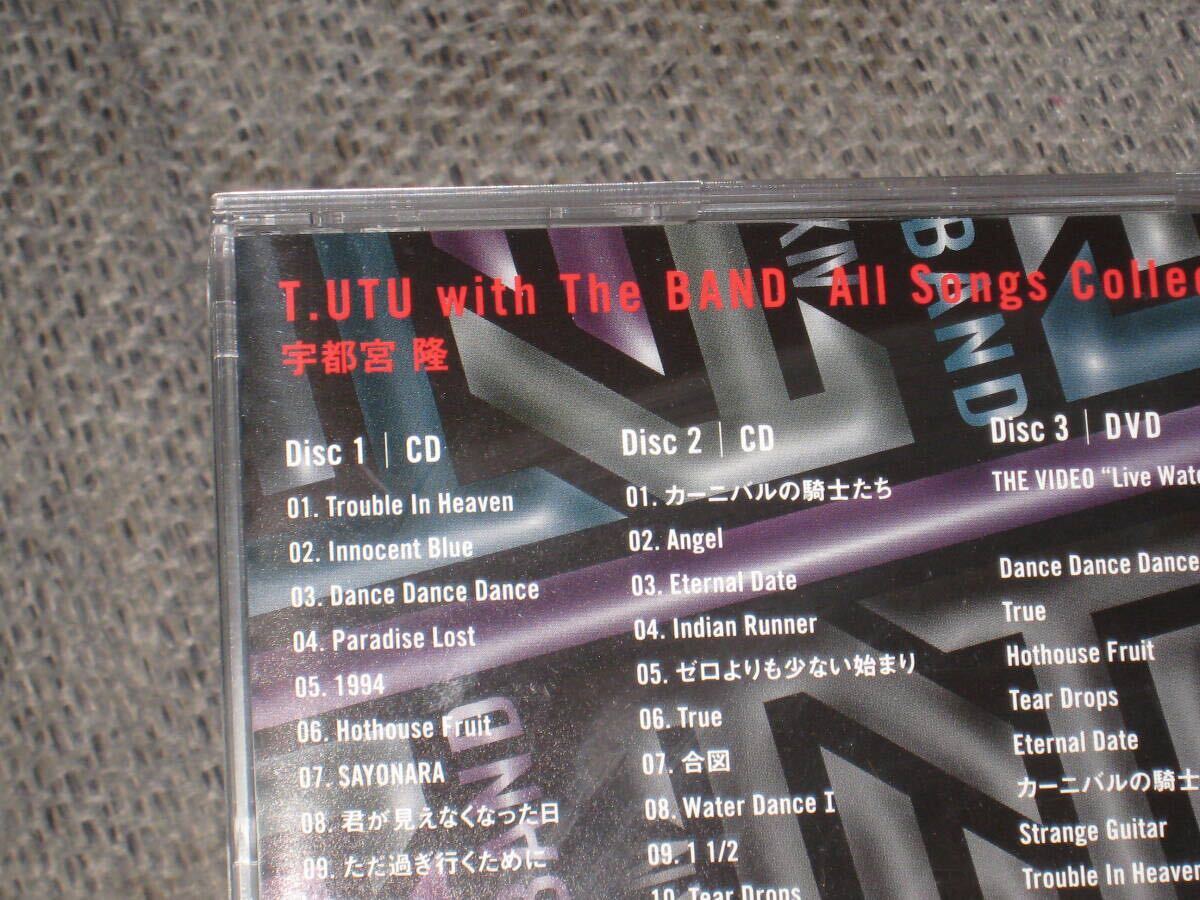 T.UTU with The BAND All Songs Collec
宇都宮 隆
Disc 1 | CD
01. Trouble In Heaven
02. Innocent Blue
03. Dance Dance Dance
04. Paradise Lost
05. 1994
06. Hothouse Fruit
07. SAYONARA
08. 君が見えなくなった日
09. ただ過ぎ行くために
Disc 2 | CD
01. カーニバルの騎士たち
02. Angel
03. Eternal Date
04. Indian Runner
05. ゼロよりも少ない始まり
06. True
07. 合図
08. Water Dance I
09. 1 1/2
10. Tear Drops
Disc 3 | DVD
THE VIDEO “Live Wate
Dance Dance Dance
True
Hothouse Fruit
Tear Drops
Eternal Date
カーニバルの騎士
Strange Guitar
Trouble In Heaven
BAND